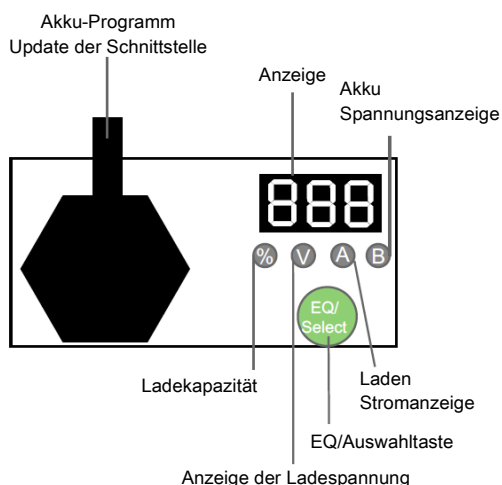 Akku-Programm
Update der Schnittstelle
Anzeige
Akku
Spannungsanzeige
888
% V A B
EQ/
Select
Ladekapazität
Laden
Stromanzeige
EQ/Auswahltaste
Anzeige der Ladespannung